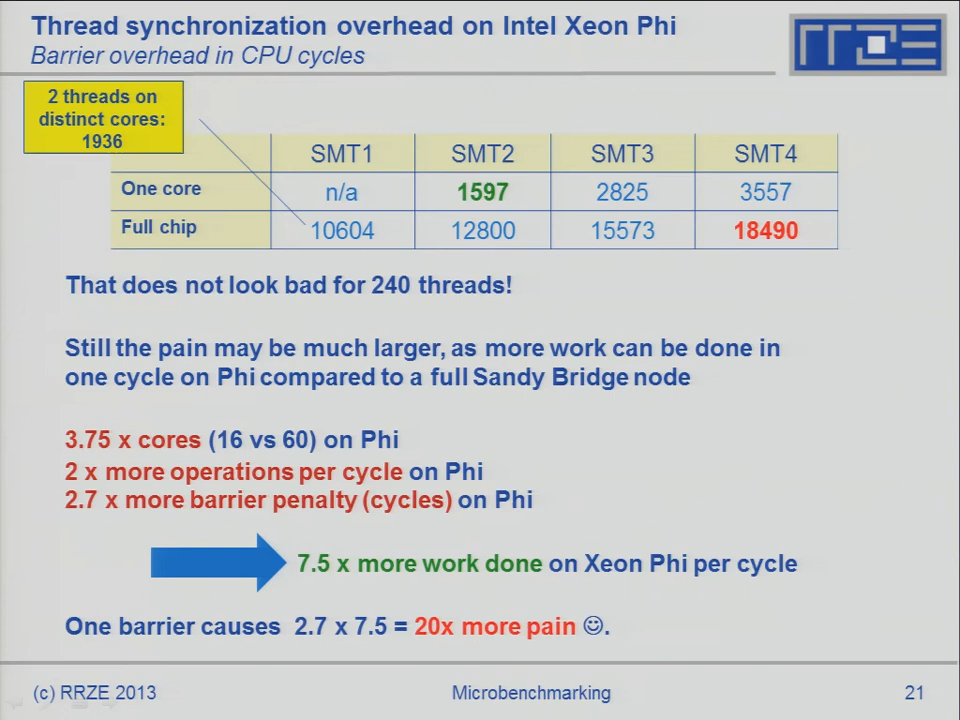 Thread synchronization overhead on Intel Xeon Phi
Barrier overhead in CPU cycles
RRZE
2 threads on
distinct cores:
1936
SMT1 SMT2 SMT3 SMT4
One core n/a 1597 2825 3557
Full chip 10604 12800 15573 18490
That does not look bad for 240 threads!
Still the pain may be much larger, as more work can be done in
one cycle on Phi compared to a full Sandy Bridge node
3.75 x cores (16 vs 60) on Phi
2 x more operations per cycle on Phi
2.7 x more barrier penalty (cycles) on Phi
7.5 x more work done on Xeon Phi per cycle
One barrier causes 2.7 x 7.5 = 20x more pain ☺.
(c) RRZE 2013 Microbenchmarking 21